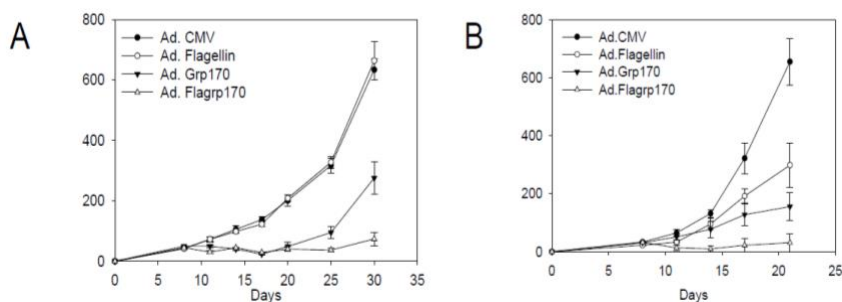 A
800
600
400
200
0
Ad. CMV
Ad. Flagellin
Ad. Grp170
Ad. Flagrp170
0 5 10 15 20 25 30 35
Days
B
800
600
400
200
0
Ad.CMV
Ad.Flagellin
Ad.Grp170
Ad.Flagrp170
0 5 10 15 20 25
Days